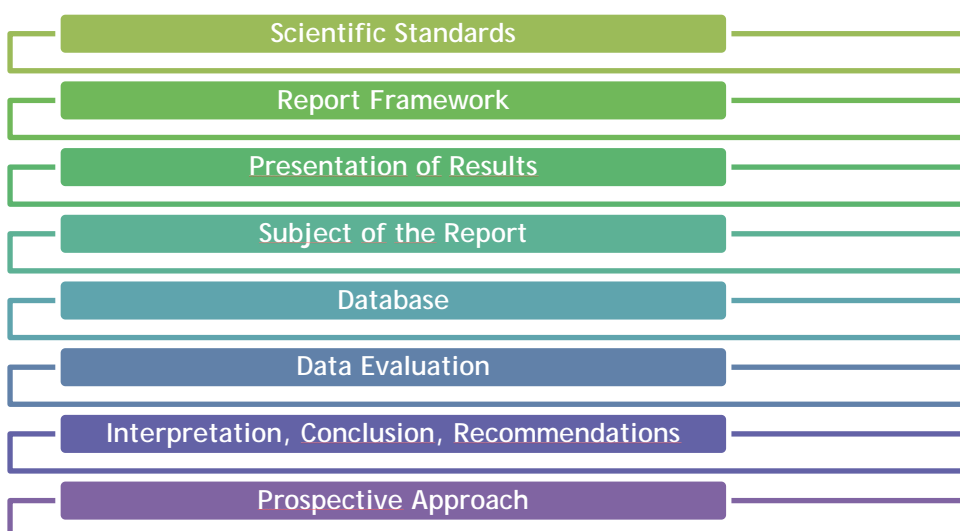 Scientific Standards
Report Framework
Presentation of Results
Subject of the Report
Database
Data Evaluation
Interpretation, Conclusion, Recommendations
Prospective Approach